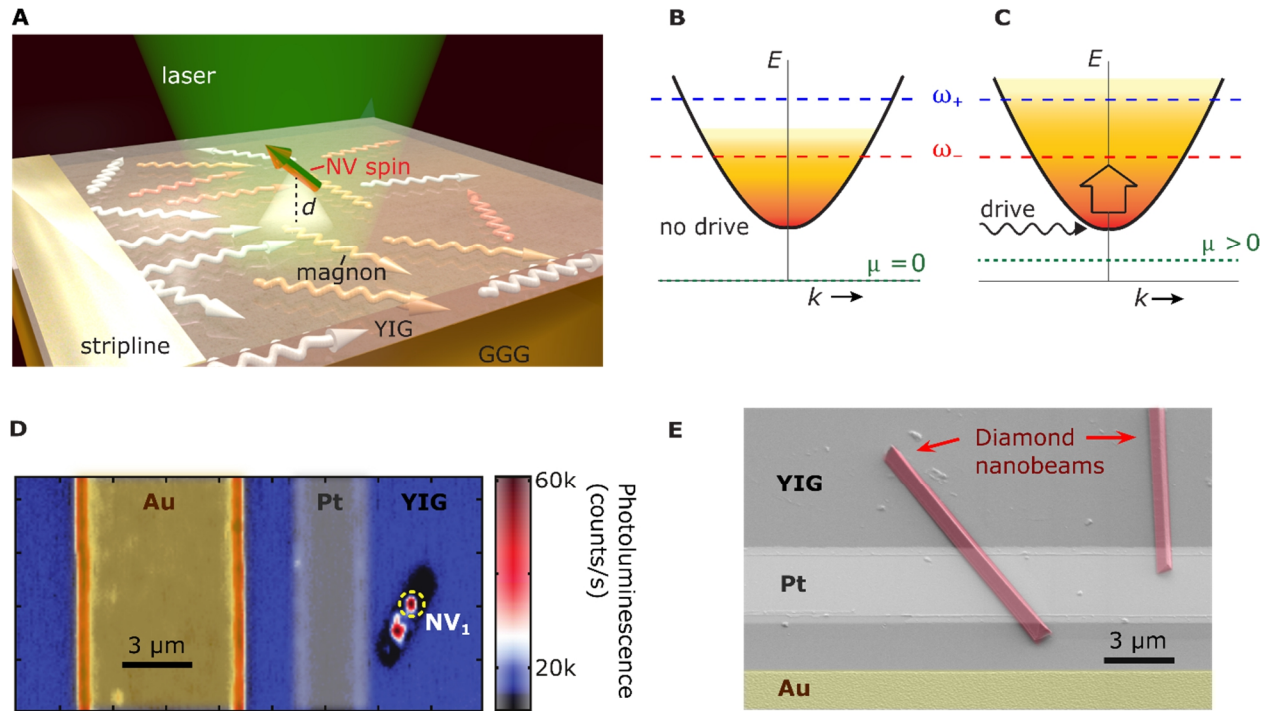 A
laser
NV spin
d
magnon
YIG
stripline
GGG
B
E
ω+
ω−
no drive
μ = 0
k
C
E
drive
μ > 0
k
D
Au
Pt
YIG
NV1
3 μm
60k
20k
Photoluminescence
(counts/s)
E
Diamond
nanobeams
YIG
Pt
3 μm
Au